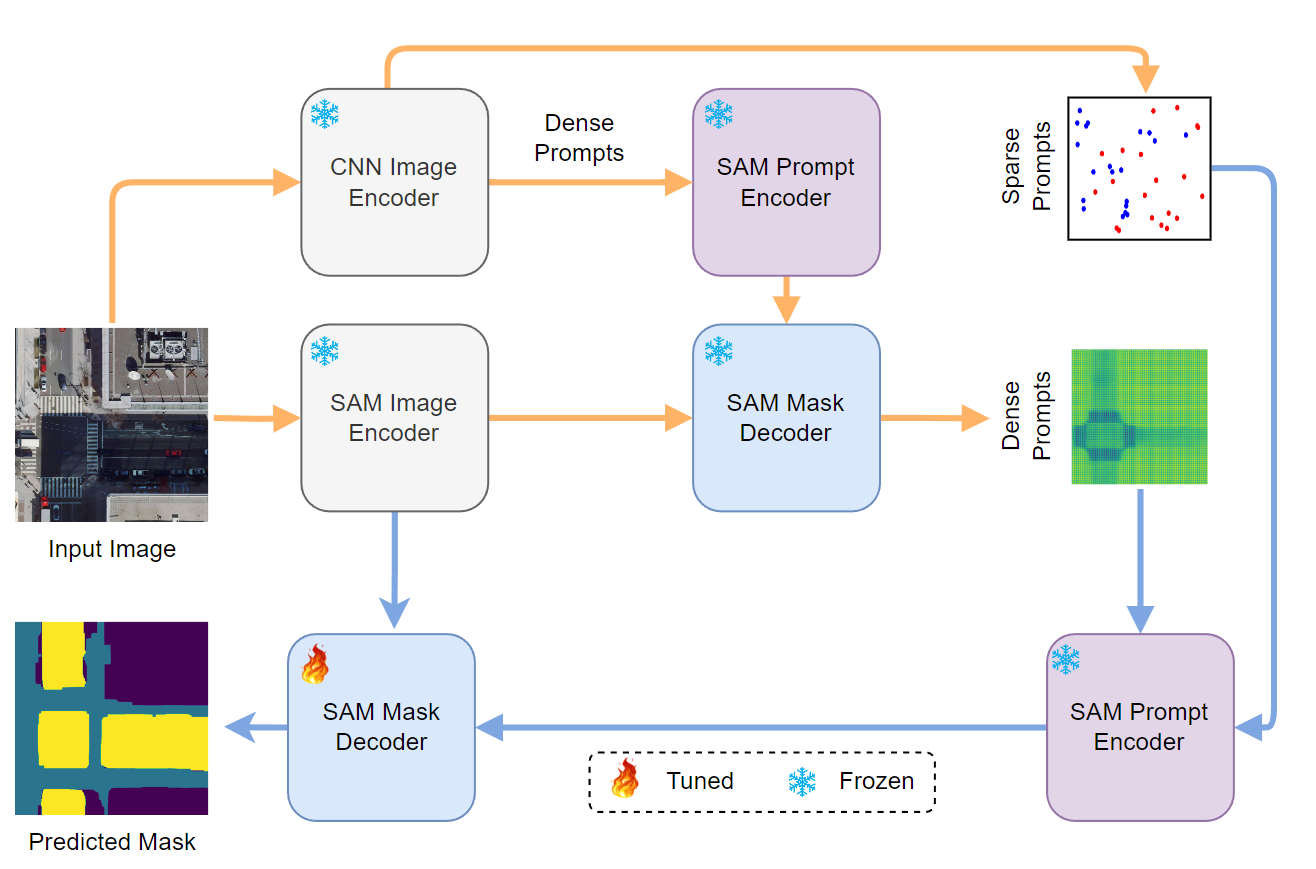 CNN Image
Encoder
Dense
Prompts
SAM Prompt
Encoder
Sparse
Prompts
SAM Image
Encoder
SAM Mask
Decoder
Dense
Prompts
Input Image
SAM Mask
Decoder
SAM Prompt
Encoder
Tuned
Frozen
Predicted Mask